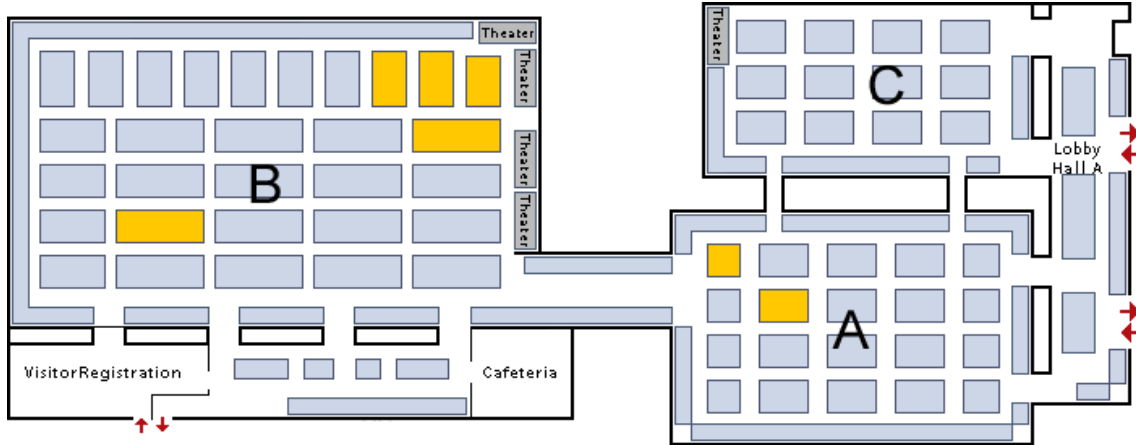 Theater
Theater
Theater
Theater
B
VisitorRegistration
Cafeteria
Theater
C
Lobby
Hall A
A